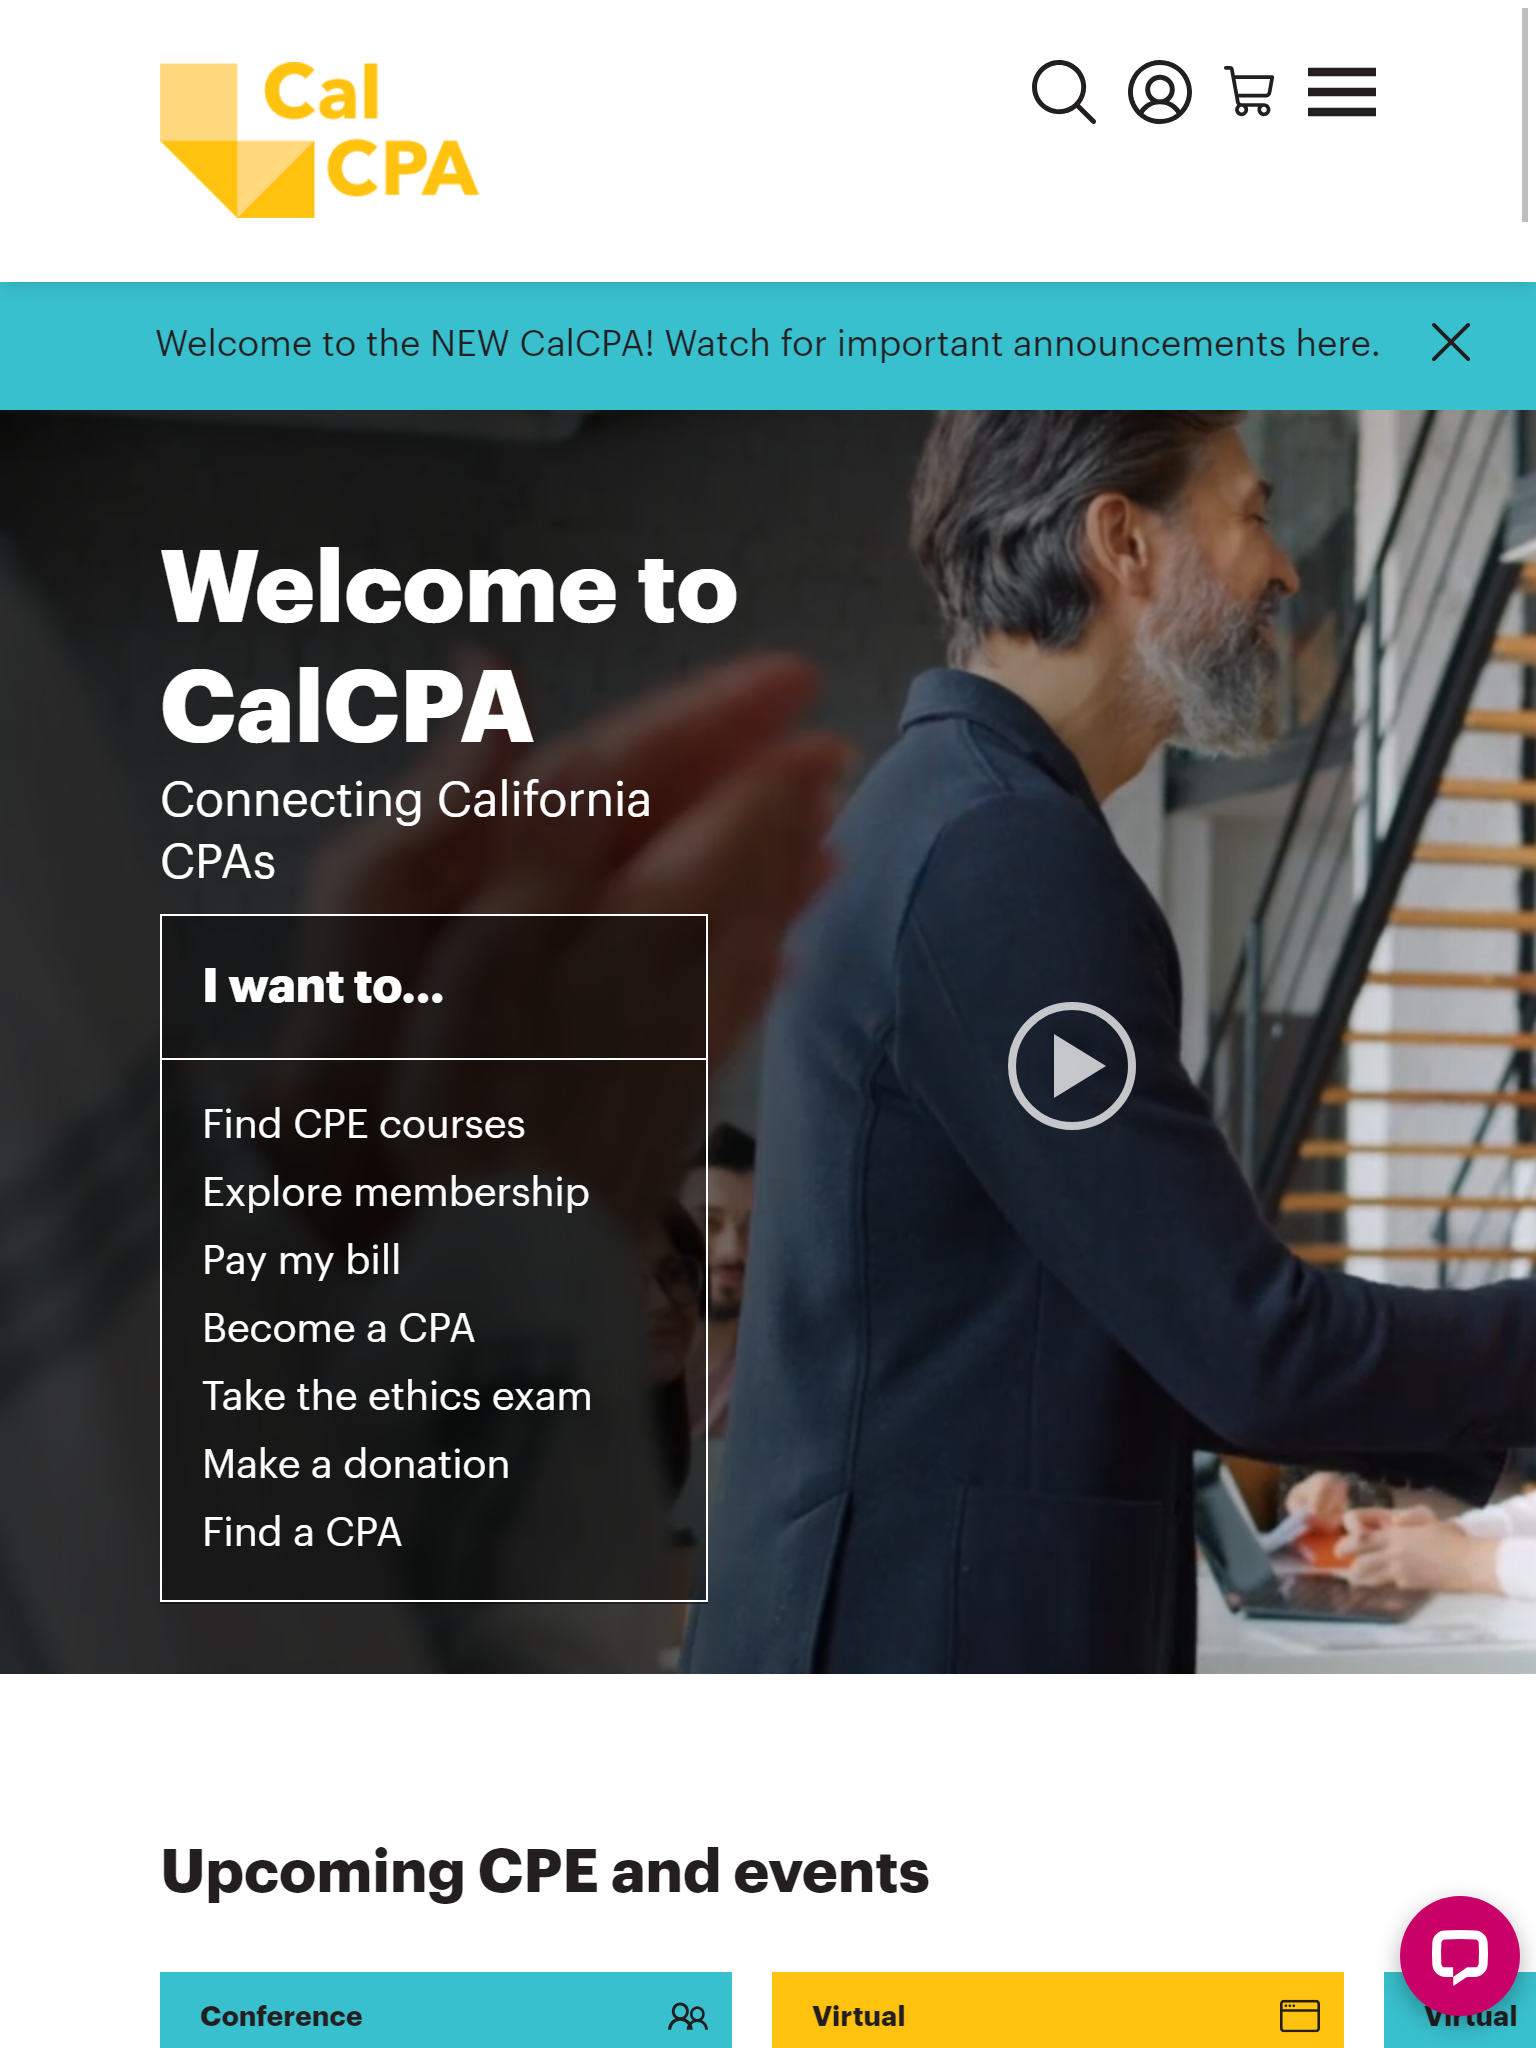 Cal
CPA
Welcome to the NEW CalCPA! Watch for important announcements here.
Welcome to
CalCPA
Connecting California
CPAs
I want to...
Find CPE courses
Explore membership
Pay my bill
Become a CPA
Take the ethics exam
Make a donation
Find a CPA
Upcoming CPE and events
Conference
Virtual
Virtual